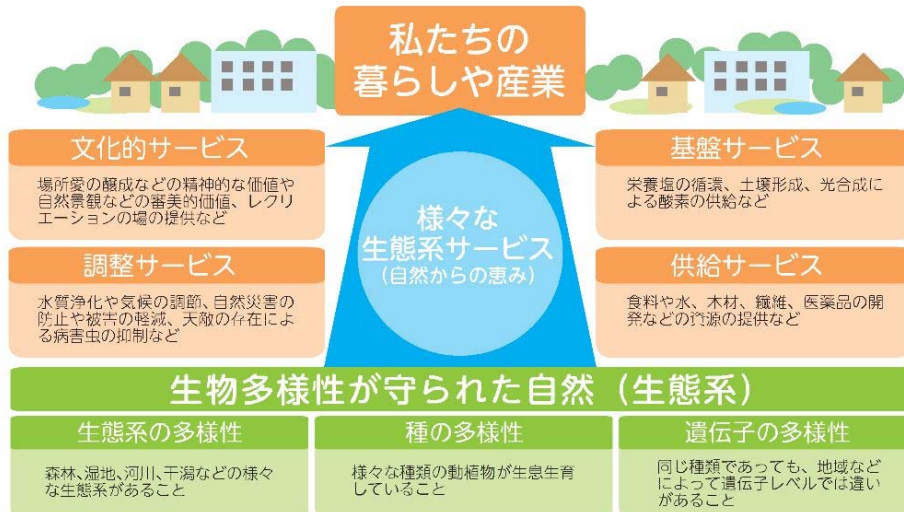 私たちの
暮らしや産業
文化的サービス
場所愛の醸成などの精神的な価値や
自然景観などの審美的価値、レクリ
エーションの場の提供など
調整サービス
水質浄化や気候の調節、自然災害の
防止や被害の軽減、天敵の存在によ
る病害虫の抑制など
様々な
生態系サービス
(自然からの恵み)
基盤サービス
栄養塩の循環、土壌形成、光合成に
よる酸素の供給など
供給サービス
食料や水、木材、繊維、医薬品の開
発などの資源の提供など
生物多様性が守られた自然(生態系)
生態系の多様性
森林、湿地、河川、干潟などの様々
な生態系があること
種の多様性
様々な種類の動植物が生息生育
していること
遺伝子の多様性
同じ種類であっても、地域など
によって遺伝子レベルでは違い
があること